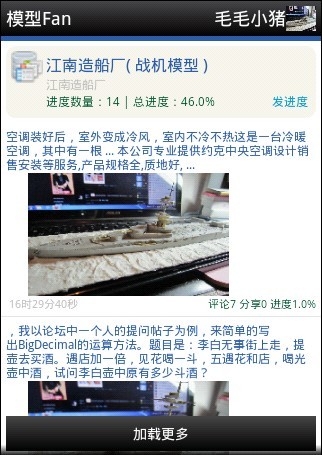 模型Fan 毛毛小猪
江南造船厂( 战机模型 )
江南造船厂
进度数量：14 | 总进度：46.0% 发进度
空调装好后，室外变成冷风，室内不冷不热这是一台冷暖
空调，其中有一根 ... 本公司专业提供约克中央空调设计销
售安装等服务,产品规格全,质地好, ...
16时29分40秒 评论7 分享0 进度1.0%
，我以论坛中一个人的提问帖子为例，来简单的写
出BigDecimal的运算方法。题目是：李白无事街上走，提
壶去买酒。遇店加一倍，见花喝一斗，五遇花和店，喝光
壶中酒，试问李白壶中原有多少斗酒？
加载更多